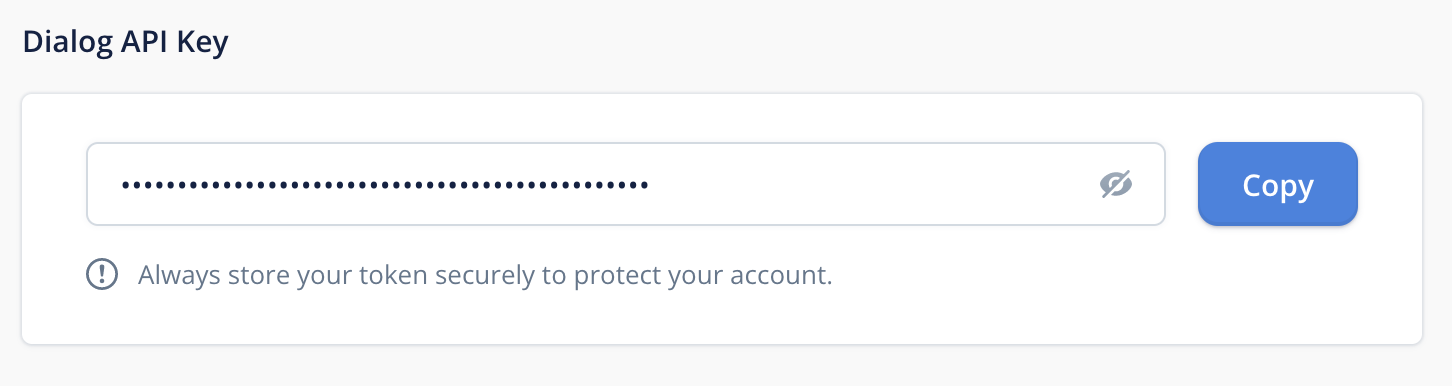 Dialog API Key
•••••••••••••••••••••••••••••••••••••••••••••••
Copy
Always store your token securely to protect your account.